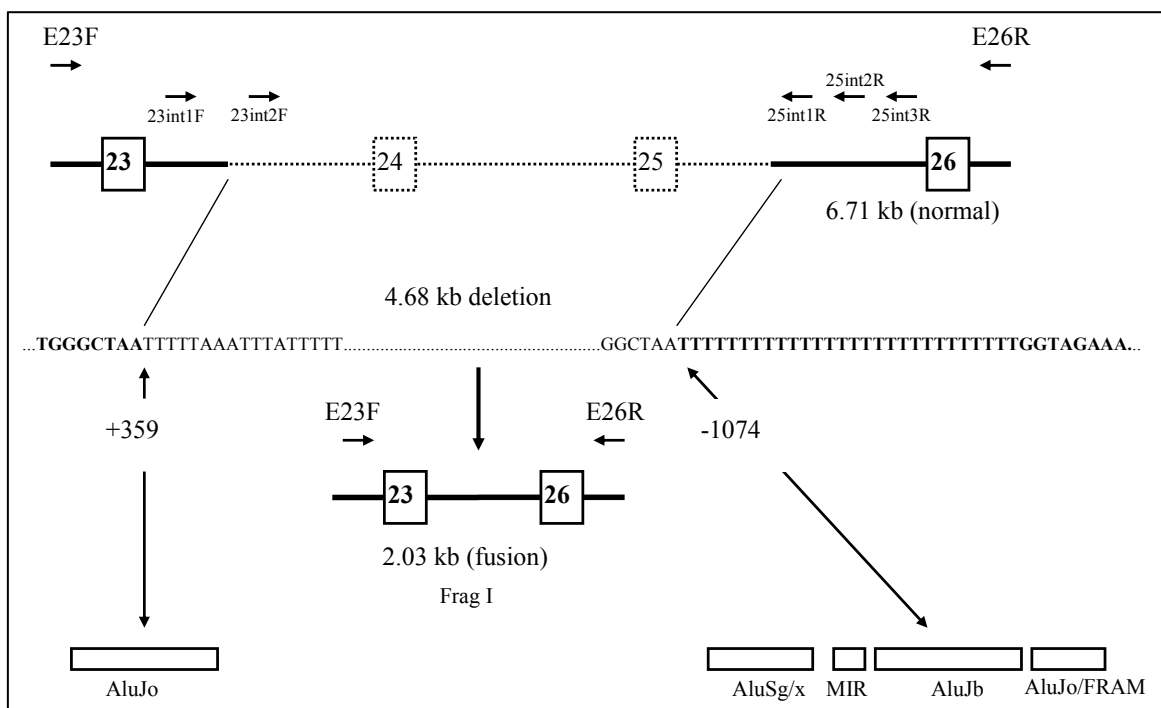 E23F
E26R
25int2R
23int1F 23int2F
25int1R 25int3R
23 24 25 26
6.71 kb (normal)
4.68 kb deletion
...TGGGCTAATTTTTAAATTTATTTTT......................................................GGCTAATTTTTTTTTTTTTTTTTTTTTTTTTTTGGTAGAAA...
E23F E26R
+359 -1074
23 26
2.03 kb (fusion)
Frag I
AluJo AluSg/x MIR AluJb AluJo/FRAM